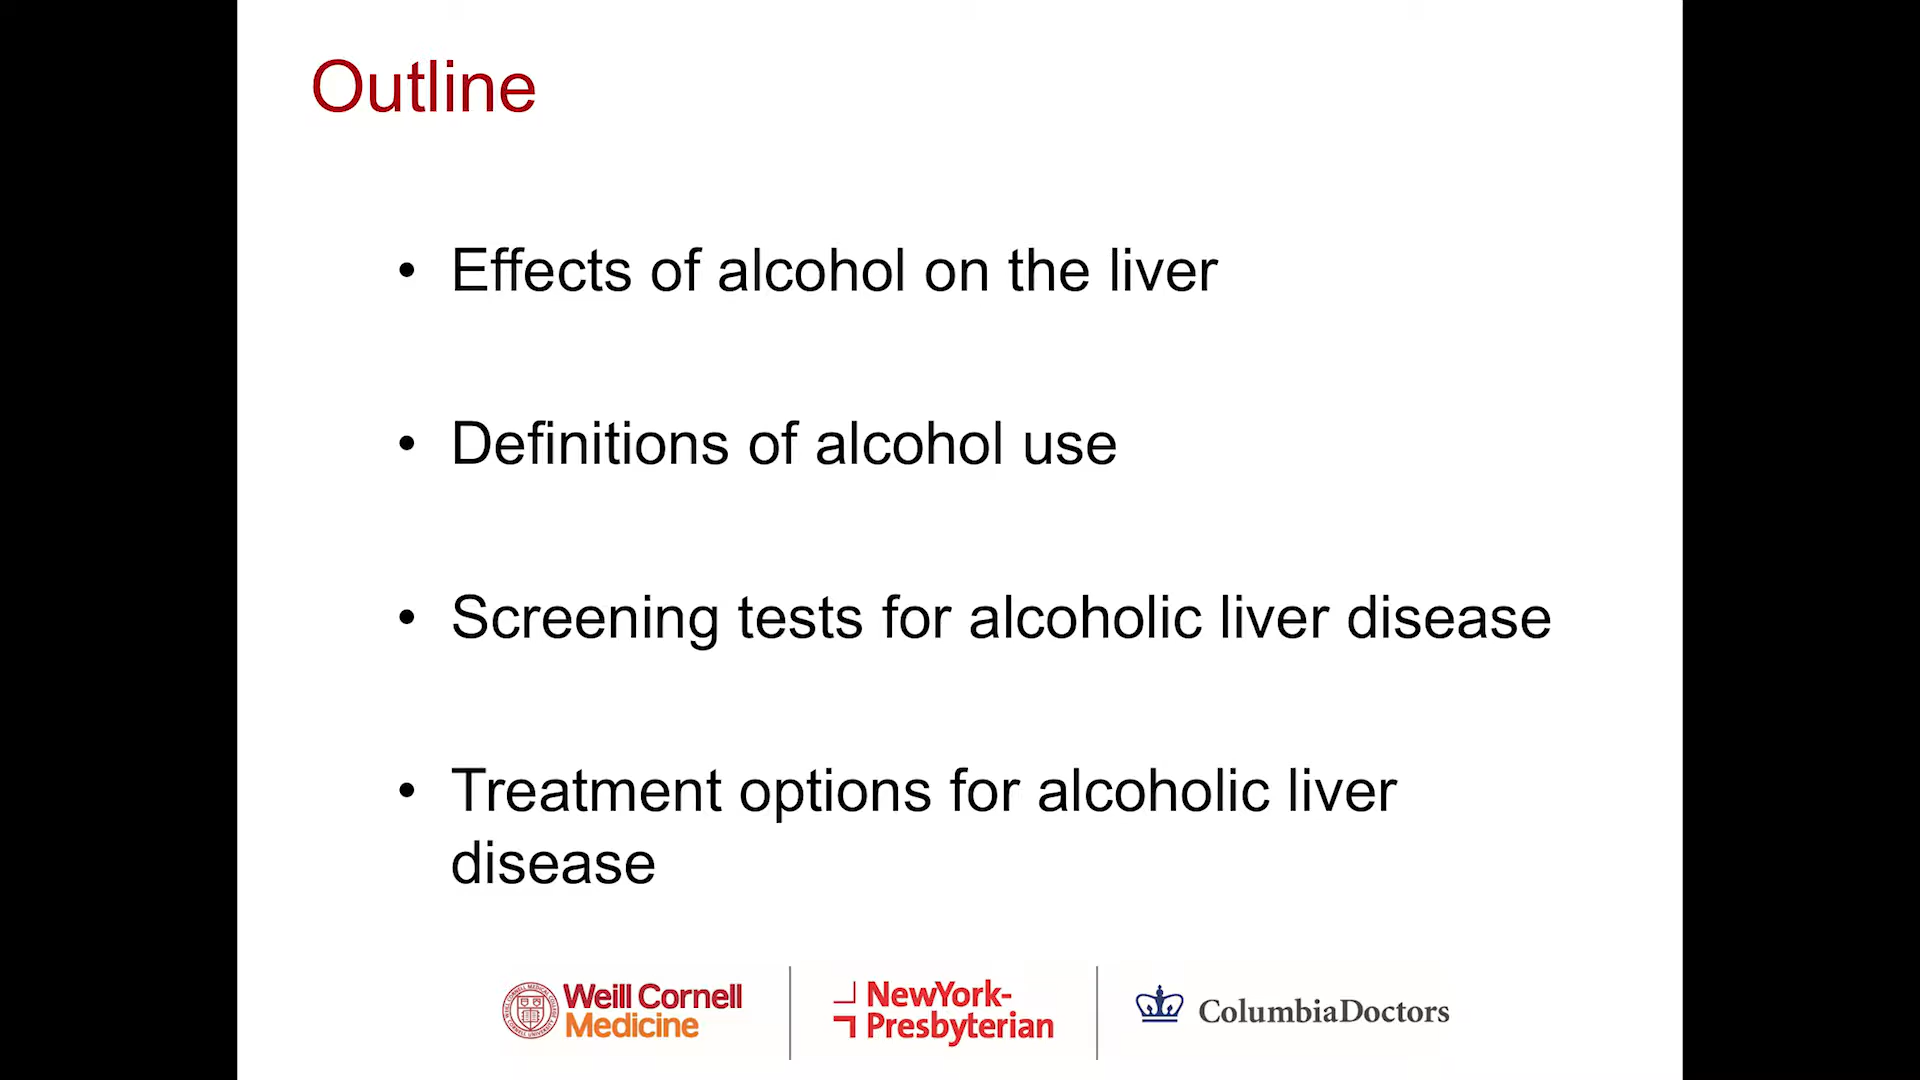 Outline
• Effects of alcohol on the liver
• Definitions of alcohol use
• Screening tests for alcoholic liver disease
• Treatment options for alcoholic liver
disease
Weill Cornell
Medicine
NewYork-
Presbyterian
ColumbiaDoctors